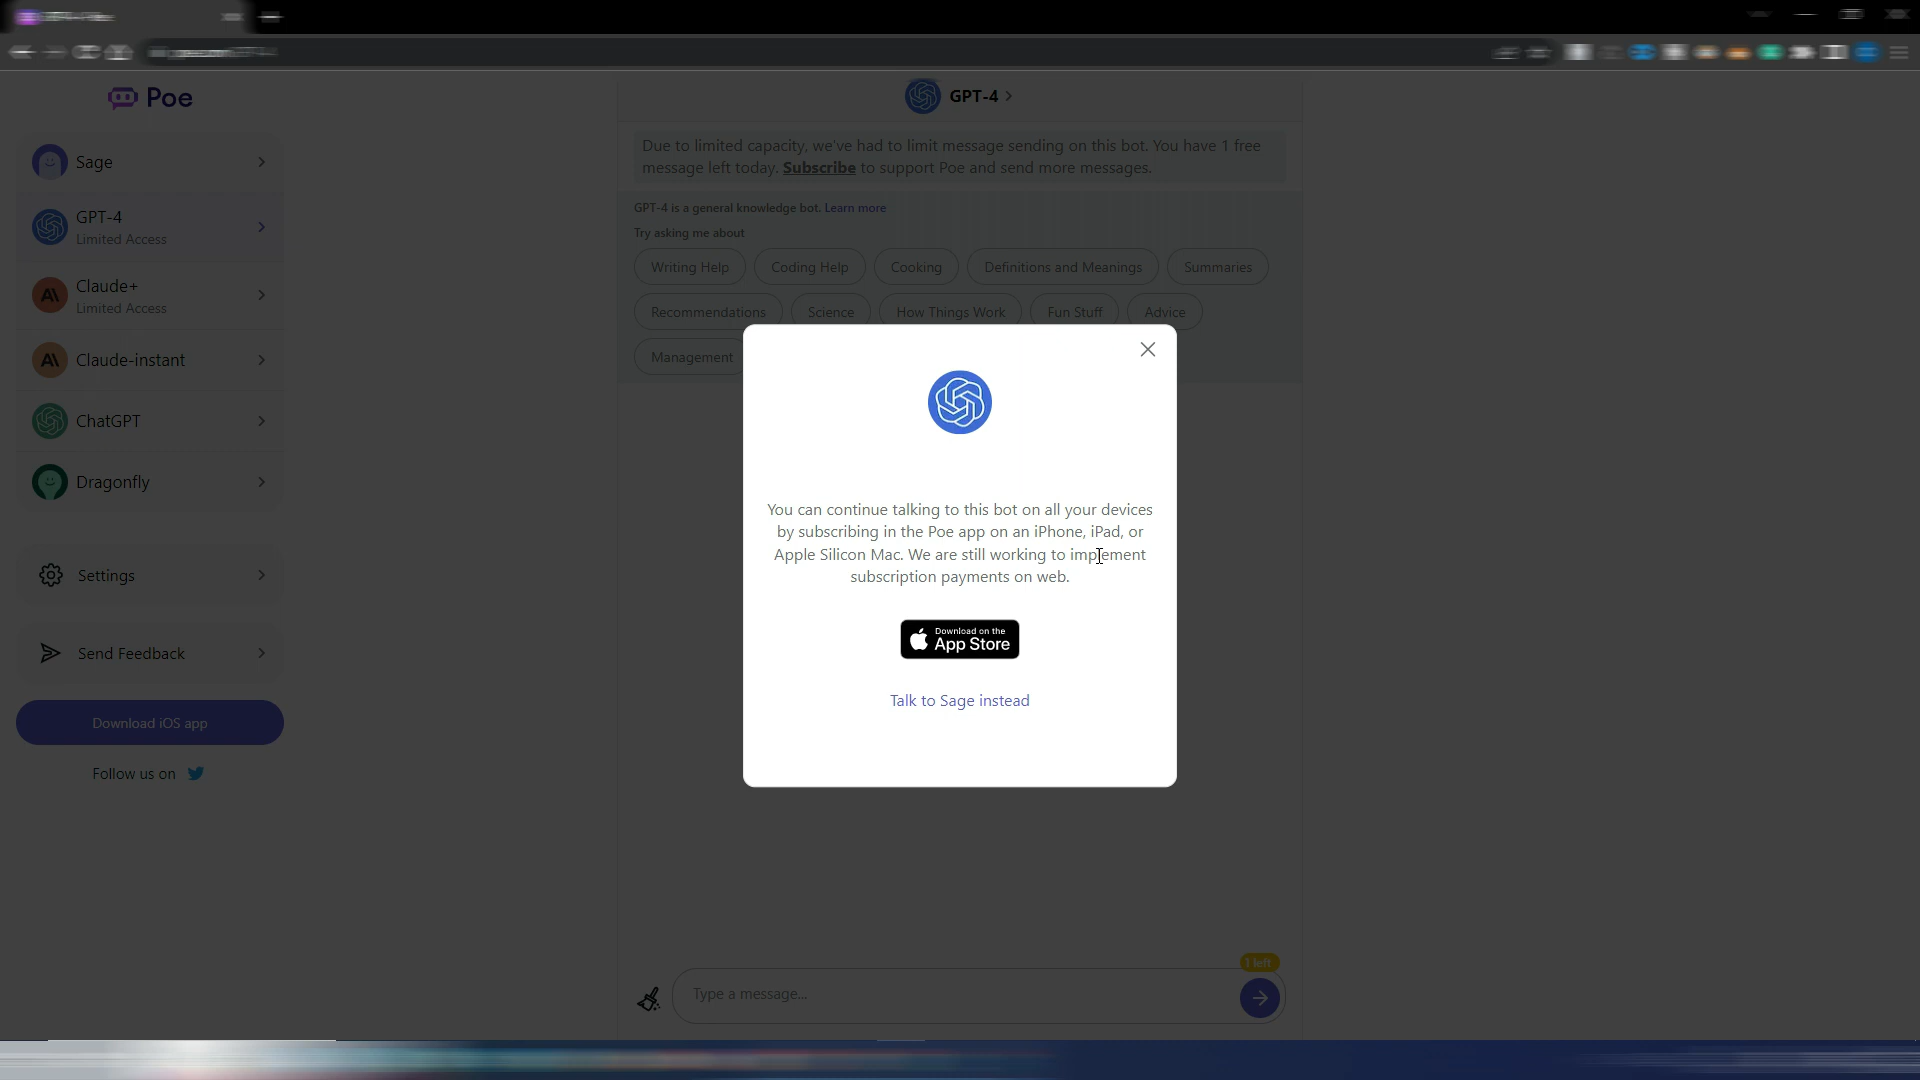 Poe
Sage
GPT-4
Limited Access
Claude+
Limited Access
Claude-instant
ChatGPT
Dragonfly
Settings
Send Feedback
Download iOS app
Follow us on
GPT-4
Due to limited capacity, we've had to limit message sending on this bot. You have 1 free
message left today. Subscribe to support Poe and send more messages.
GPT-4 is a general knowledge bot. Learn more
Try asking me about
Writing Help Coding Help Cooking Definitions and Meanings Summaries
Recommendations Science How Things Work Fun Stuff Advice
Management
You can continue talking to this bot on all your devices
by subscribing in the Poe app on an iPhone, iPad, or
Apple Silicon Mac. We are still working to implement
subscription payments on web.
Download on the
App Store
Talk to Sage instead
1 left
Type a message...